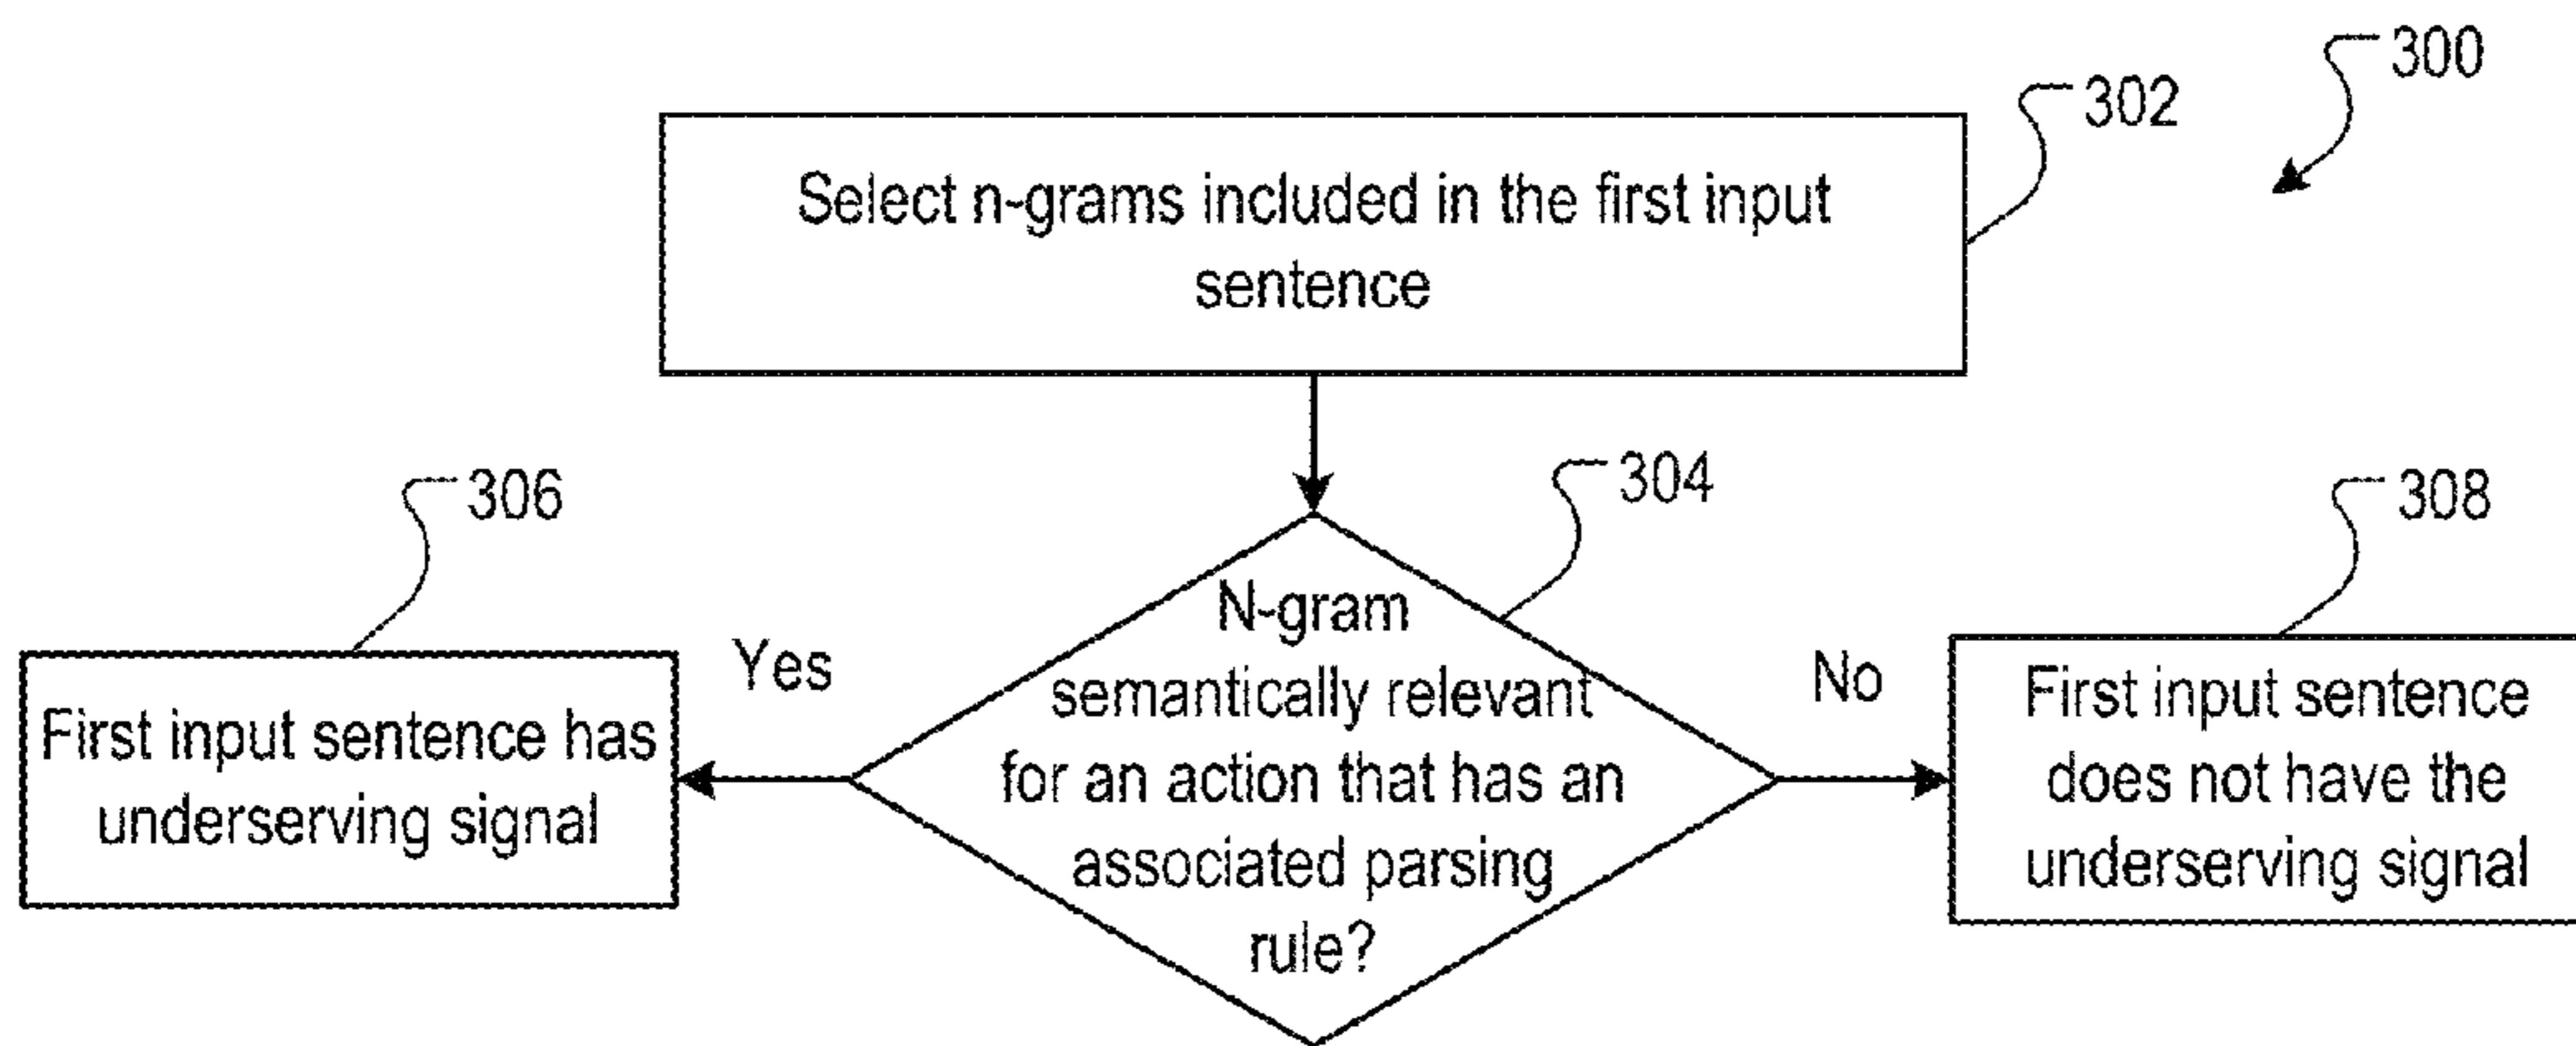 300
302
Select n-grams included in the first input
sentence
304
306
308
N-gram
semantically relevant
for an action that has an
associated parsing
rule?
Yes
No
First input sentence has
underserving signal
First input sentence
does not have the
underserving signal